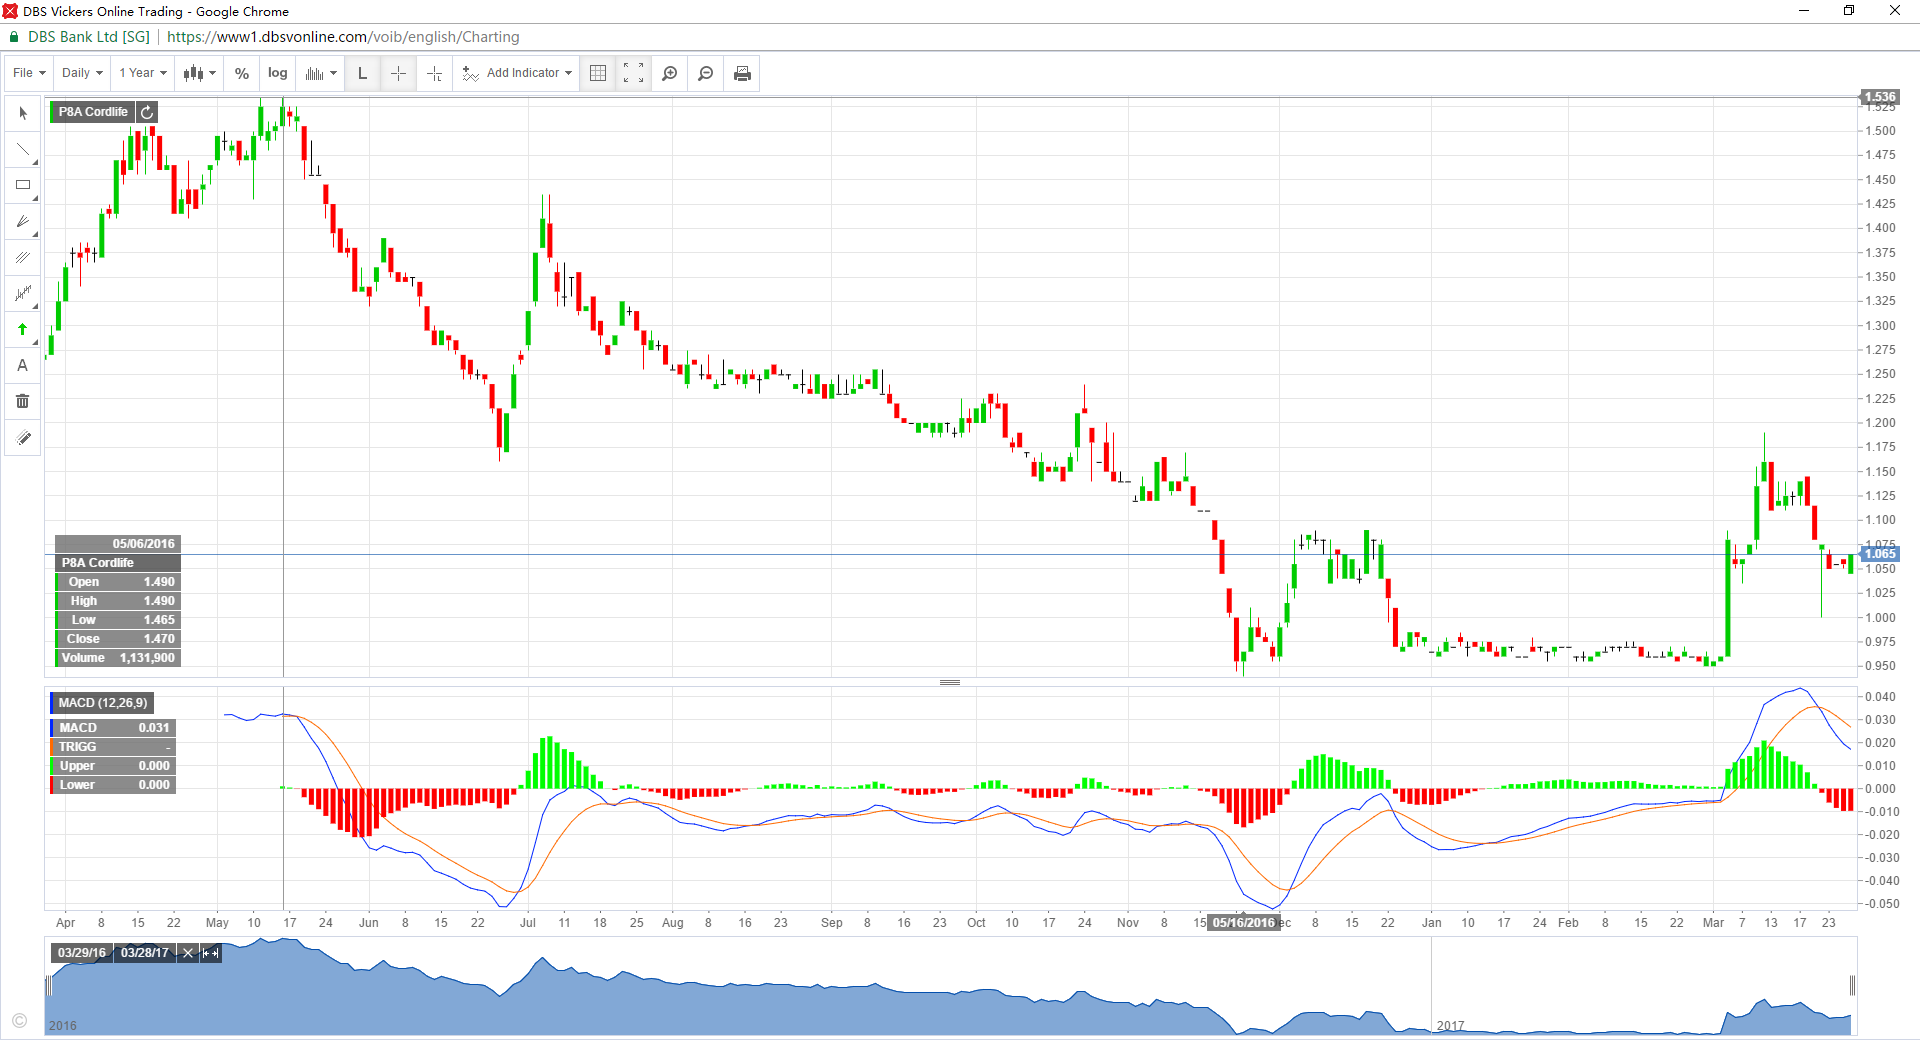 DBS Vickers Online Trading - Google Chrome
DBS Bank Ltd [SG] | https://www1.dbsvonline.com/voib/english/Charting
File Daily 1 Year % log L Add Indicator
P8A Cordlife
A
1.536
1.525
1.500
1.475
1.450
1.425
1.400
1.375
1.350
1.325
1.300
1.275
1.250
1.225
1.200
1.175
1.150
1.125
1.100
1.075
1.065
1.050
1.025
1.000
0.975
0.950
05/06/2016
P8A Cordlife
Open 1.490
High 1.490
Low 1.465
Close 1.470
Volume 1,131,900
MACD (12,26,9)
MACD 0.031
TRIGG -
Upper 0.000
Lower 0.000
0.040
0.030
0.020
0.010
0.000
-0.010
-0.020
-0.030
-0.040
-0.050
Apr 8 15 22 May 10 17 24 Jun 8 15 22 Jul 11 18 25 Aug 8 16 23 Sep 8 16 23 Oct 10 17 24 Nov 8 15 05/16/2016 Dec 8 15 22 Jan 10 17 24 Feb 8 15 22 Mar 7 13 17 23
03/29/16 03/28/17
2016 2017
©